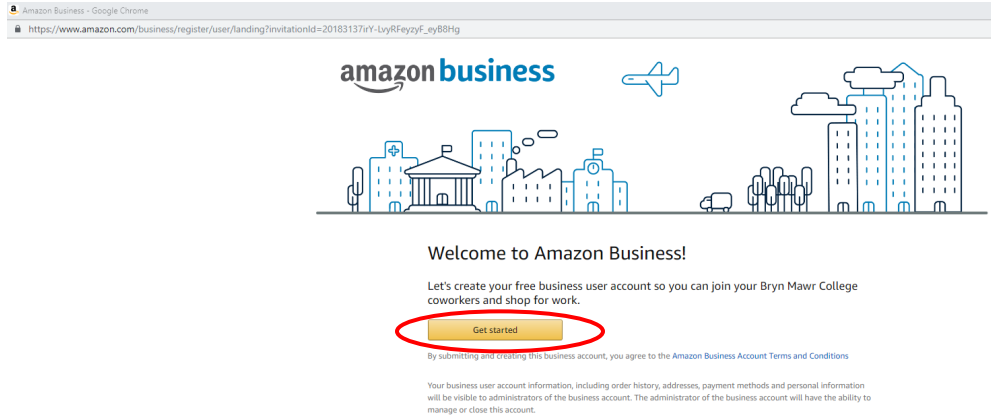 Amazon Business - Google Chrome
https://www.amazon.com/business/register/user/landing?invitationId=20183137irY-LvyRFeyzyF_eyB8Hg
amazon business
Welcome to Amazon Business!
Let's create your free business user account so you can join your Bryn Mawr College
coworkers and shop for work.
Get started
By submitting and creating this business account, you agree to the Amazon Business Account Terms and Conditions
Your business user account information, including order history, addresses, payment methods and personal information
will be visible to administrators of the business account. The administrator of the business account will have the ability to
manage or close this account.